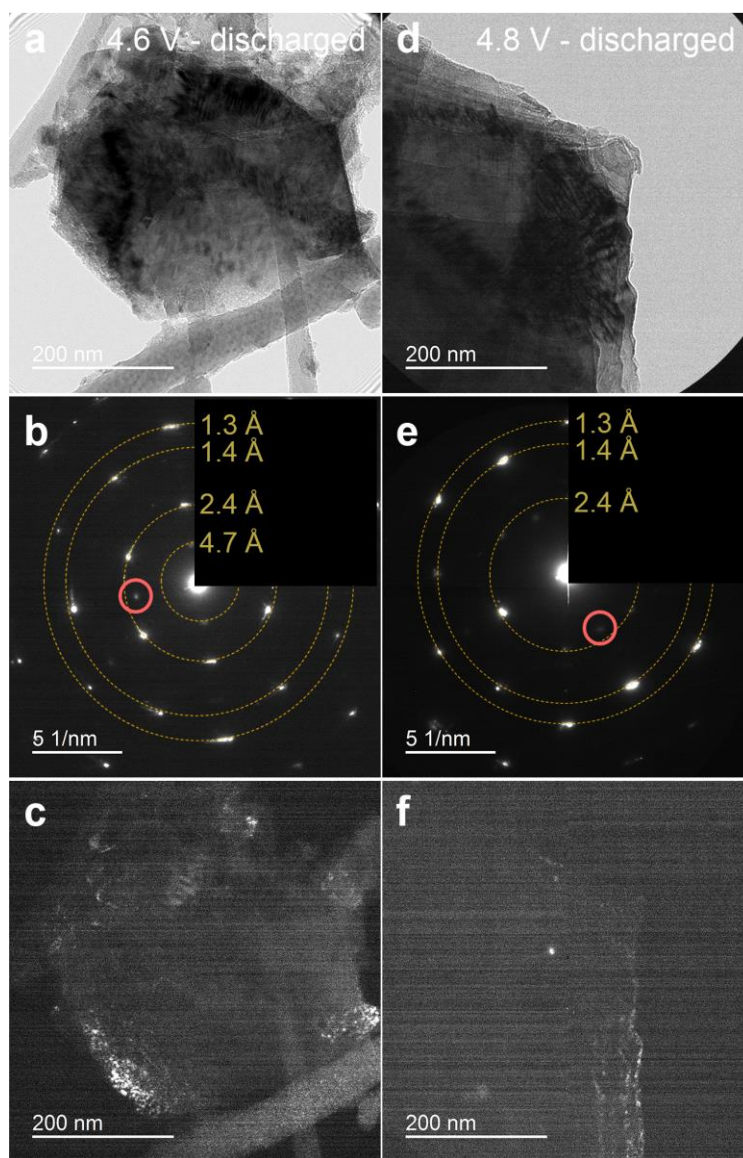 a 4.6 V - discharged
200 nm
d 4.8 V - discharged
200 nm
b
1.3 Å
1.4 Å
2.4 Å
4.7 Å
5 1/nm
e
1.3 Å
1.4 Å
2.4 Å
5 1/nm
c
200 nm
f
200 nm